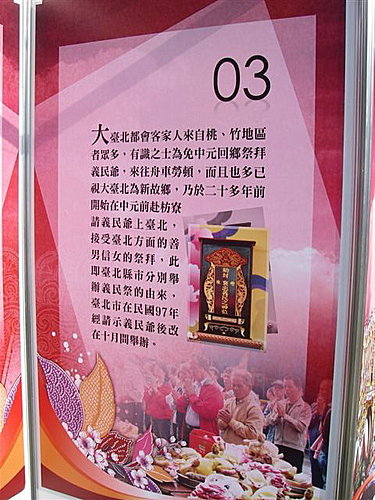 03
大臺北都會客家人來自桃、竹地區
者眾多，有識之士為免中元回鄉祭拜
義民爺，來往舟車勞頓，而且也多已
視大臺北為新故鄉，乃於二十多年前
開始在中元前赴枋寮
請義民爺上臺北，
接受臺北方面的善
男信女的祭拜，此
即臺北縣市分別舉
辦義民祭的由來，
臺北市在民國97年
經請示義民爺後改
在十月間舉辦。